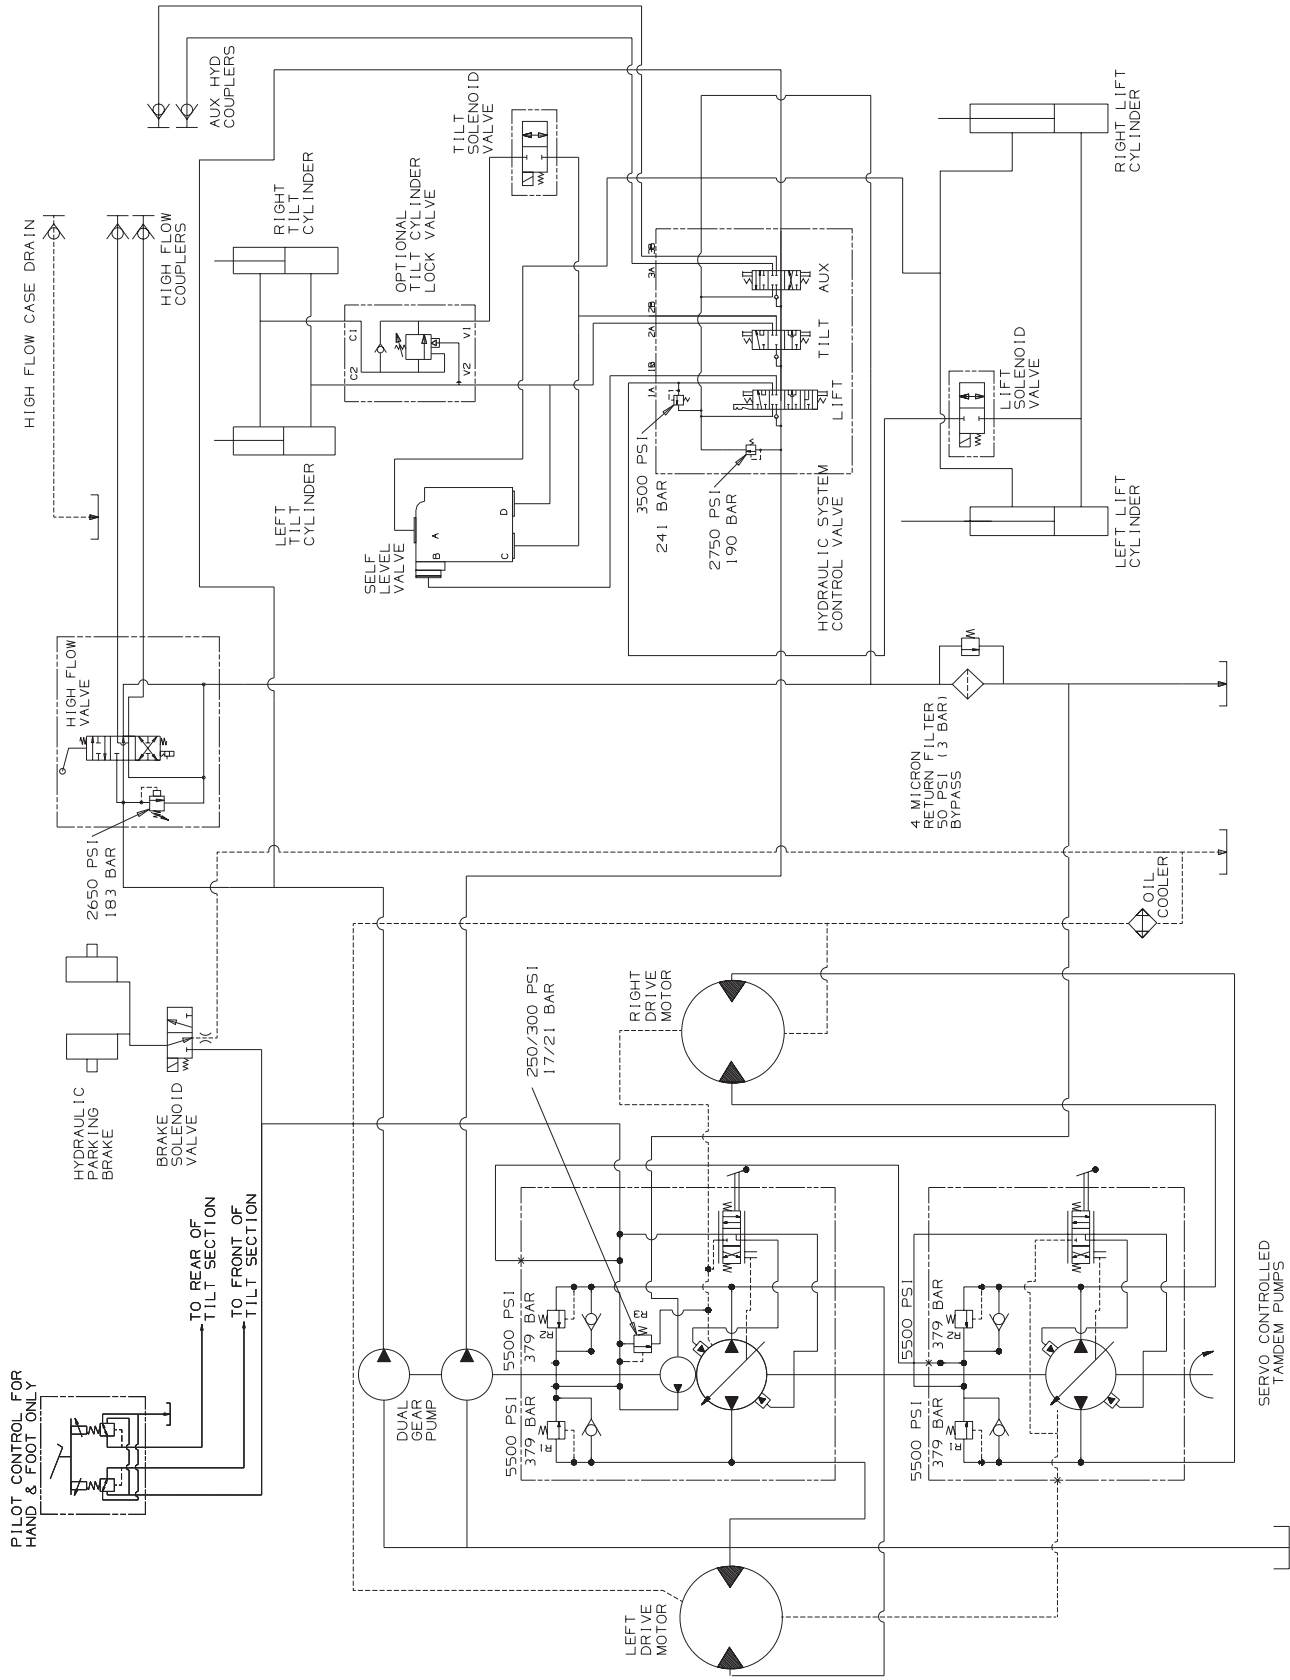 PILOT CONTROL FOR
HAND & FOOT ONLY
TO REAR OF
TILT SECTION
TO FRONT OF
TILT SECTION
HYDRAULIC
PARKING
BRAKE
BRAKE
SOLENOID
VALVE
2650 PSI
183 BAR
HIGH FLOW
VALVE
HIGH FLOW CASE DRAIN
HIGH FLOW
COUPLERS
AUX HYD
COUPLERS
RIGHT
TILT
CYLINDER
LEFT
TILT
CYLINDER
OPTIONAL
TILT CYLINDER
LOCK VALVE
C1
C2
V1
V2
TILT
SOLENOID
VALVE
SELF
LEVEL
VALVE
A
B
C
D
1A
1B
2A
2B
3A
3B
3500 PSI
241 BAR
2750 PSI
190 BAR
LIFT
TILT
AUX
HYDRAULIC SYSTEM
CONTROL VALVE
LIFT
SOLENOID
VALVE
RIGHT LIFT
CYLINDER
LEFT LIFT
CYLINDER
4 MICRON
RETURN FILTER
50 PSI (3 BAR)
BYPASS
OIL
COOLER
RIGHT
DRIVE
MOTOR
250/300 PSI
17/21 BAR
DUAL
GEAR
PUMP
5500 PSI
379 BAR
R1
5500 PSI
379 BAR
R2
R3
5500 PSI
379 BAR
R1
5500 PSI
379 BAR
R2
LEFT
DRIVE
MOTOR
SERVO CONTROLLED
TAMDEM PUMPS